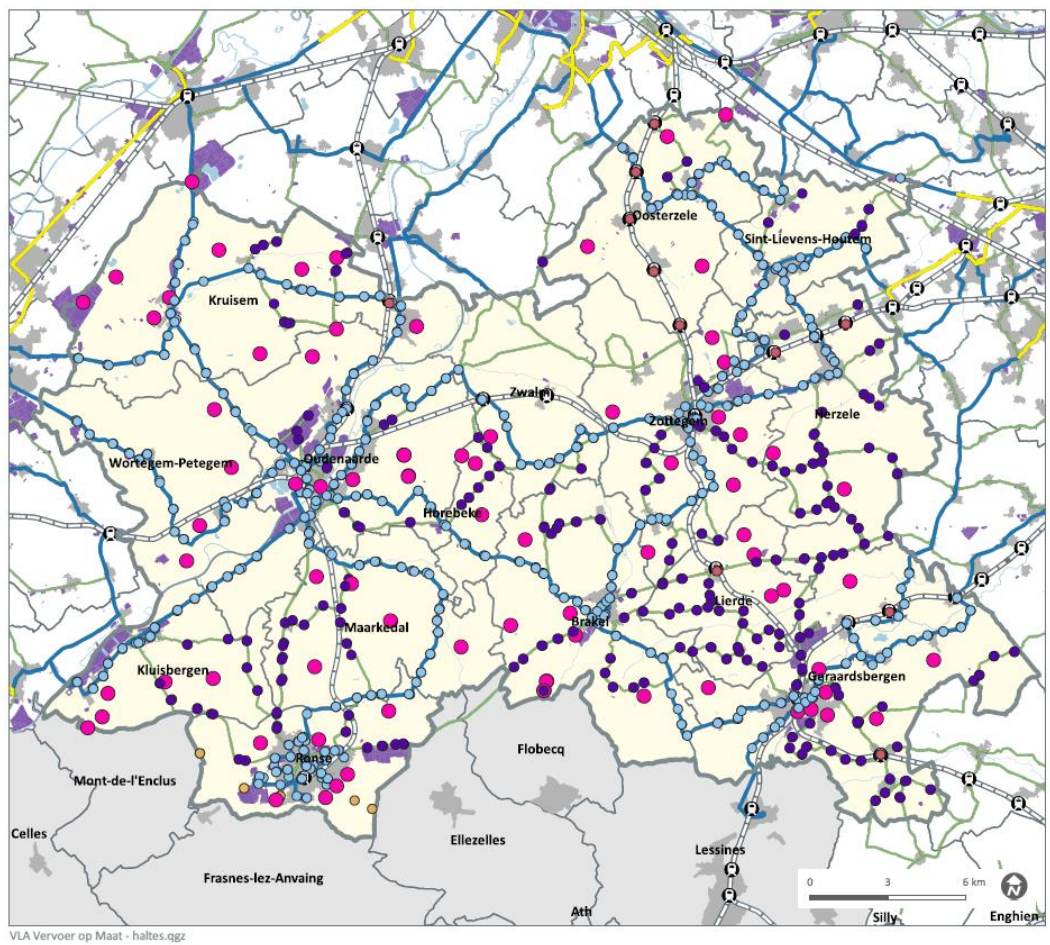 Oosterzele
Sint-Lievens-Houtem
Kruisem
Zwalm
Zottegem
Herzele
Wortegem-Petegem
Oudenaarde
Horebeke
Lierde
Brakel
Maarkedal
Kluisbergen
Geraardsbergen
Ronse
Flobecq
Mont-de-l'Enclus
Celles
Ellezelles
Lessines
Frasnes-lez-Anvaing
0 3 6 km
N
Ath
Silly
Enghien
VLA Vervoer op Maat - haltes.qgz